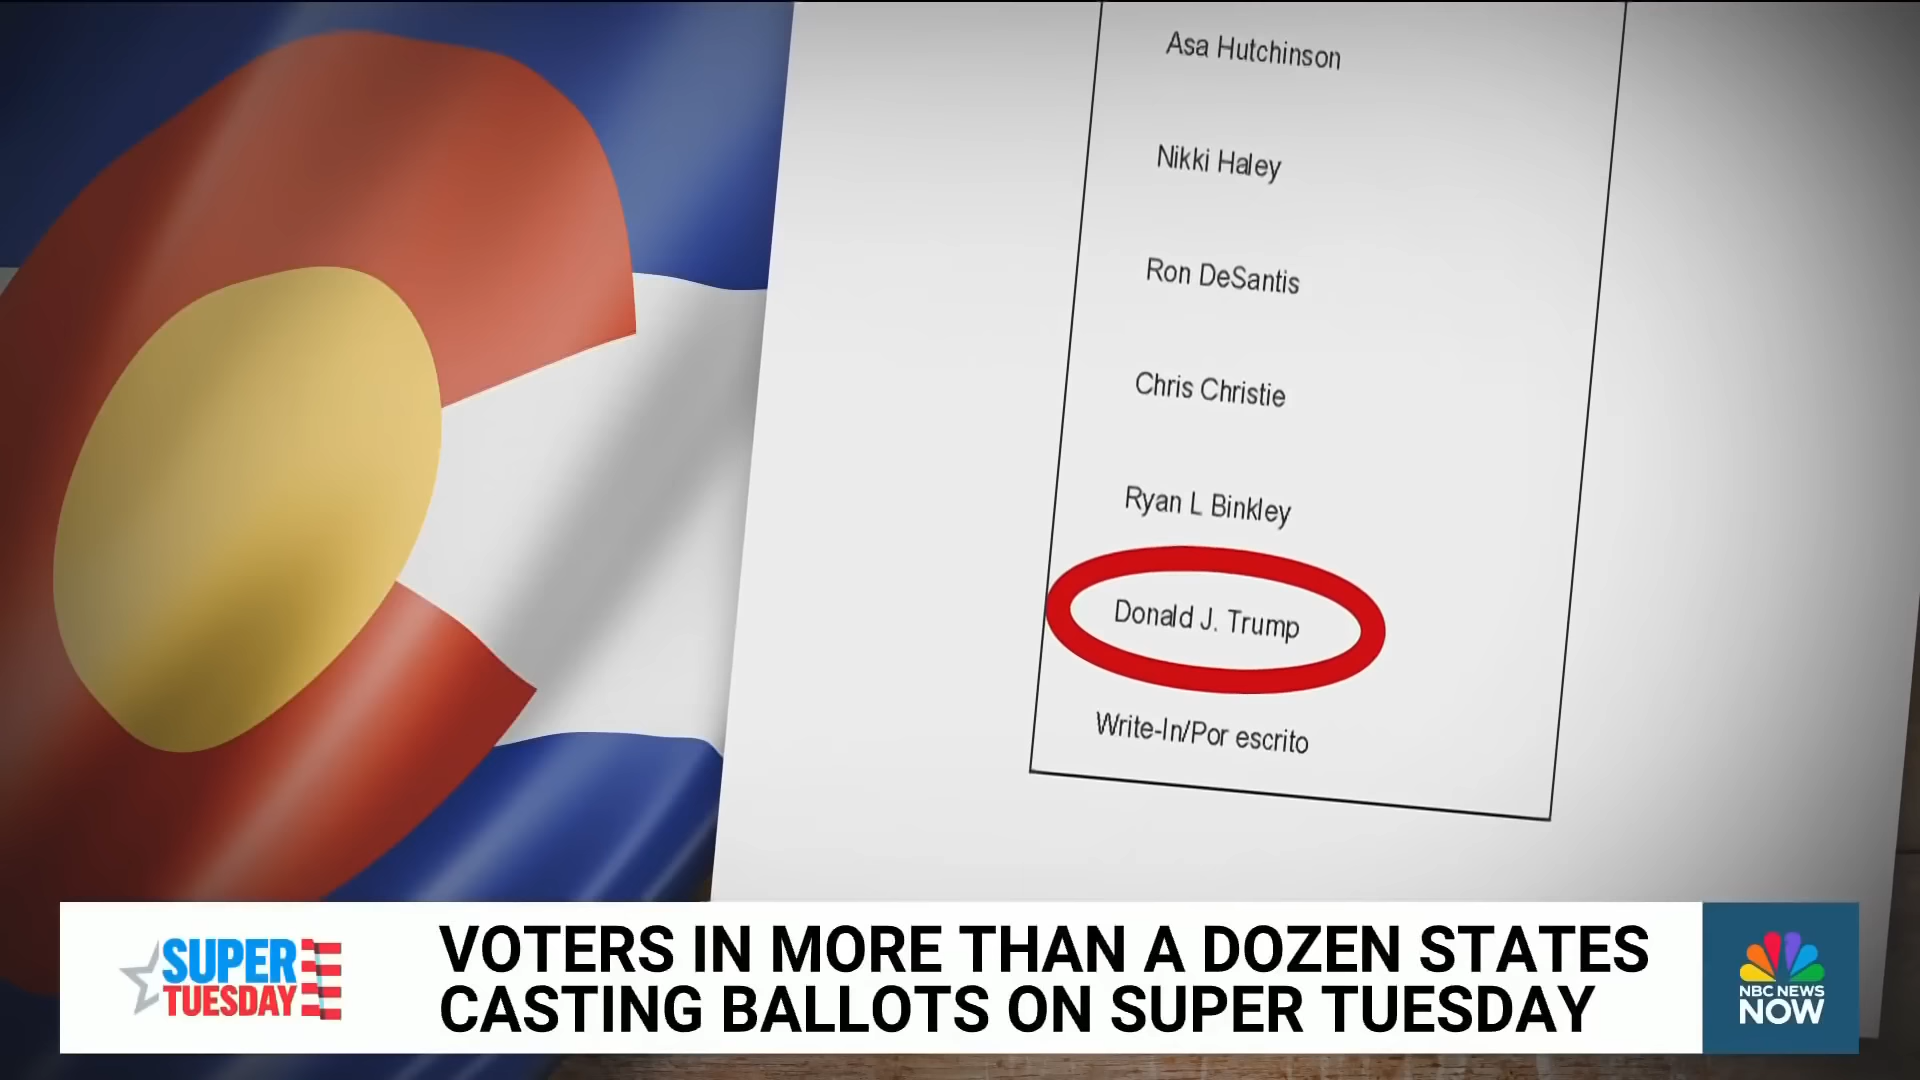 Asa Hutchinson
Nikki Haley
Ron DeSantis
Chris Christie
Ryan L Binkley
Donald J. Trump
Write-In/Por escrito
SUPER
TUESDAY
VOTERS IN MORE THAN A DOZEN STATES
CASTING BALLOTS ON SUPER TUESDAY
NBC NEWS
NOW